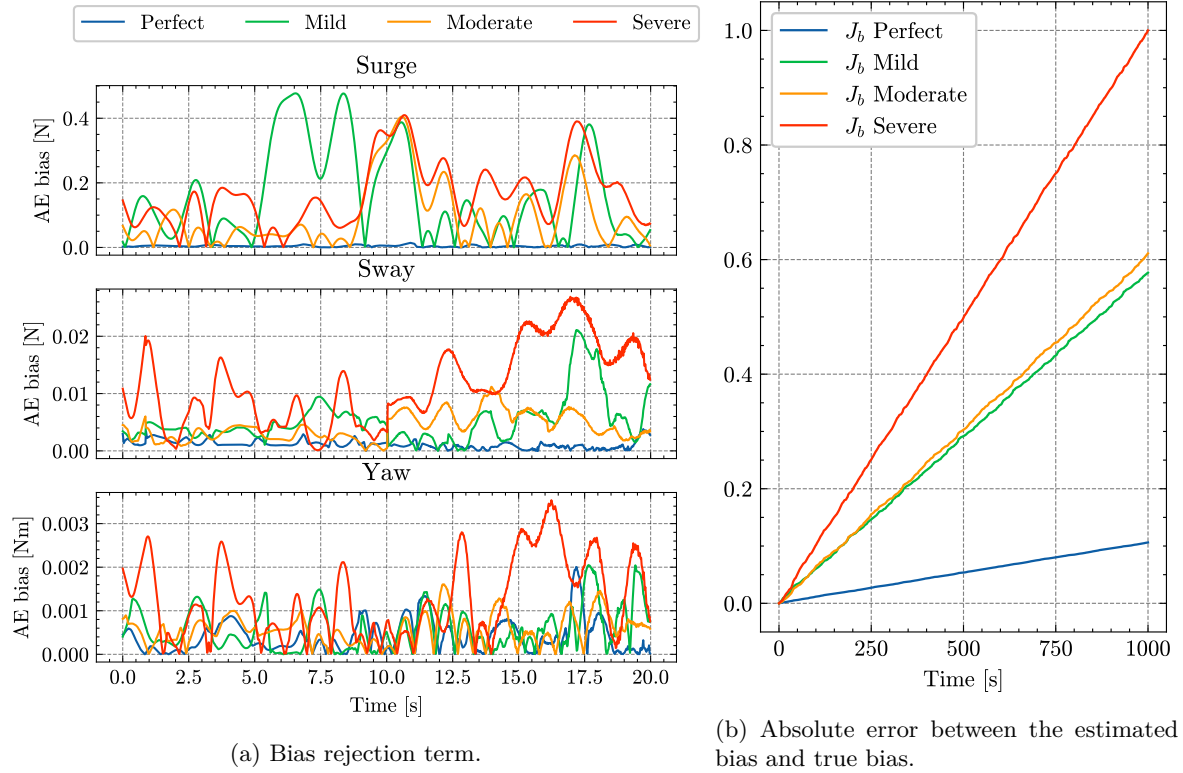 Perfect Mild Moderate Severe
Surge
AE bias [N]
0.4
0.2
0.0
Sway
AE bias [N]
0.02
0.01
0.00
Yaw
AE bias [Nm]
0.003
0.002
0.001
0.000
0.0 2.5 5.0 7.5 10.0 12.5 15.0 17.5 20.0
Time [s]
(a) Bias rejection term.
J_b Perfect
J_b Mild
J_b Moderate
J_b Severe
1.0
0.8
0.6
0.4
0.2
0.0
0 250 500 750 1000
Time [s]
(b) Absolute error between the estimated
bias and true bias.